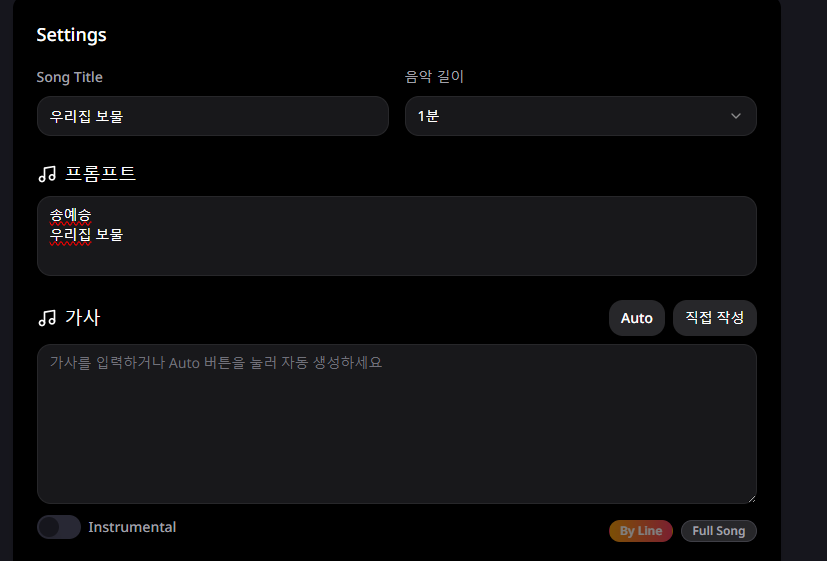 Settings
Song Title
음악 길이
우리집 보물
1분
프롬프트
송예승
우리집 보물
가사
Auto
직접 작성
가사를 입력하거나 Auto 버튼을 눌러 자동 생성하세요
Instrumental
By Line
Full Song